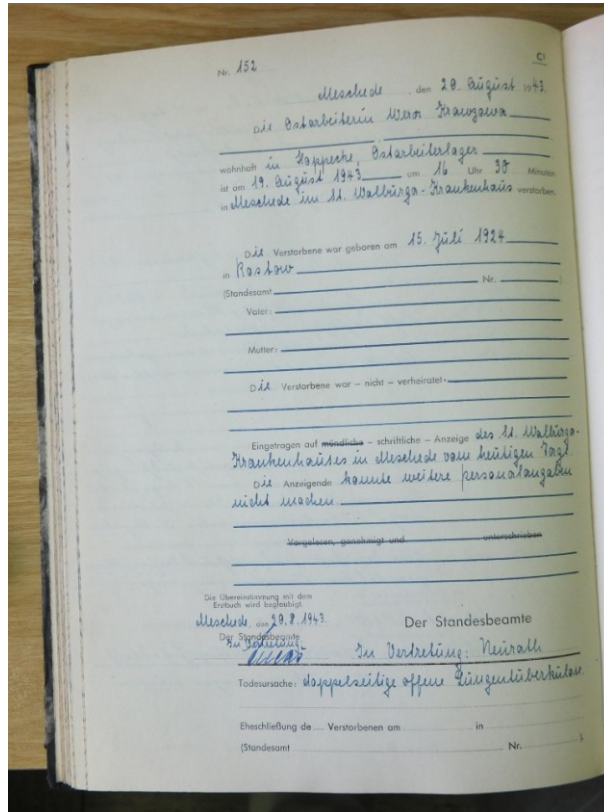 Nr. 152
C1
Meschede, den 20. August 1943.
Die Ostarbeiterin Wera Krawzowa
wohnhaft in Hoppecke, Ostarbeiterlager
ist am 19. August 1943 um 16 Uhr 30 Minuten
in Meschede im St. Walburga-Krankenhaus verstorben.
Die Verstorbene war geboren am 15. Juli 1924
in Rostow
(Standesamt Nr. )
Vater:
Mutter:
Die Verstorbene war – nicht – verheiratet
Eingetragen auf mündliche – schriftliche – Anzeige des St. Walburga-
Krankenhauses in Meschede vom heutigen Tage.
Die Anzeigende konnte weitere personalangaben
nicht machen
Vorgelesen, genehmigt und unterschrieben
Die Übereinstimmung mit dem
Erstbuch wird beglaubigt.
Meschede, den 20.8.1943.
Der Standesbeamte
In Vertretung
Der Standesbeamte
In Vertretung: Neurath
Todesursache: doppelseitige offene Lungentuberkulose.
Eheschließung de Verstorbenen am in
(Standesamt Nr. )